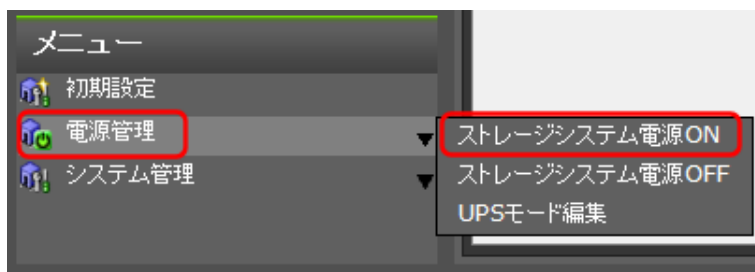 メニュー
初期設定
電源管理
システム管理
ストレージシステム電源ON
ストレージシステム電源OFF
UPSモード編集